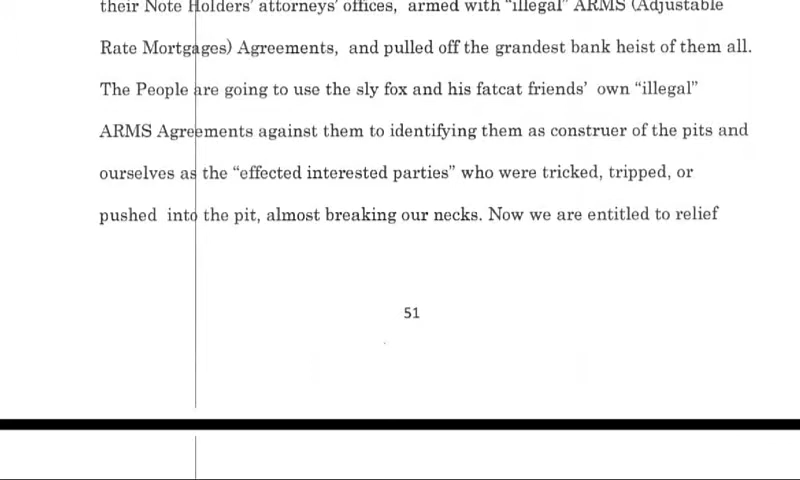 their Note Holders' attorneys' offices,  armed with "illegal" ARMS (Adjustable
Rate Mortgages) Agreements,  and pulled off the grandest bank heist of them all.
The People are going to use the sly fox and his fatcat friends'  own "illegal"
ARMS Agreements against them to identifying them as construer of the pits and
ourselves as the "effected interested parties" who were tricked, tripped, or
pushed  into the pit, almost breaking our necks. Now we are entitled to relief
51